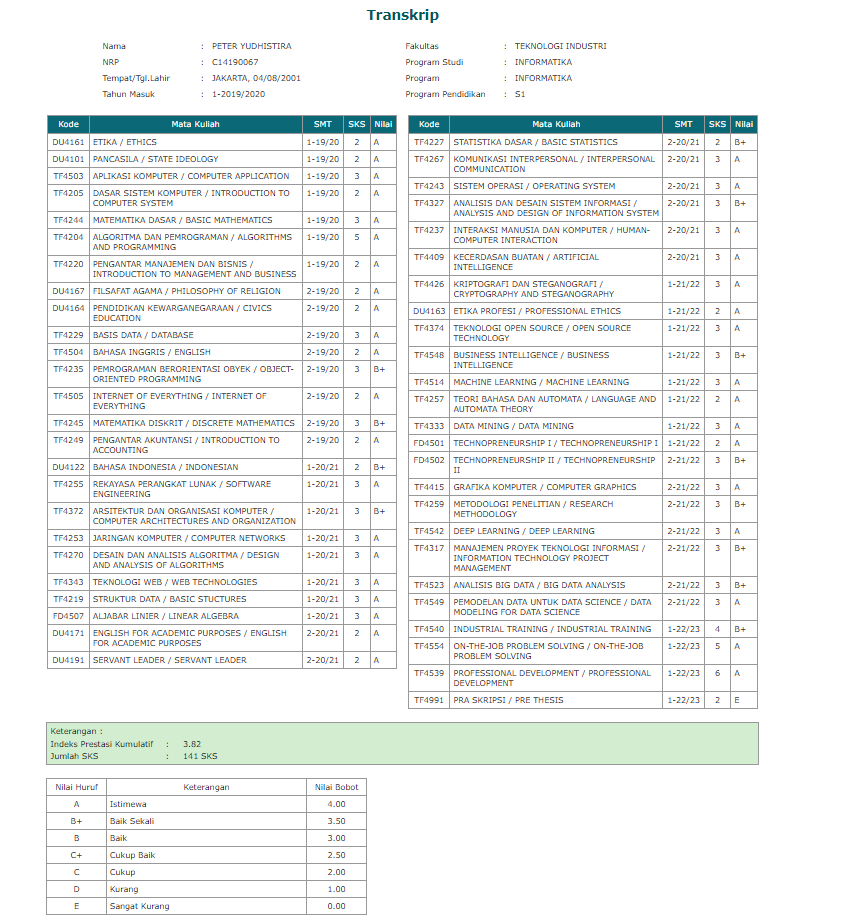 Transkrip
Nama : PETER YUDHISTIRA
NRP : C14190067
Tempat/Tgl.Lahir : JAKARTA, 04/08/2001
Tahun Masuk : 1-2019/2020
Fakultas : TEKNOLOGI INDUSTRI
Program Studi : INFORMATIKA
Program : INFORMATIKA
Program Pendidikan : S1
Kode Mata Kuliah SMT SKS Nilai
DU4161 ETIKA / ETHICS 1-19/20 2 A
DU4101 PANCASILA / STATE IDEOLOGY 1-19/20 2 A
TF4503 APLIKASI KOMPUTER / COMPUTER APPLICATION 1-19/20 3 A
TF4205 DASAR SISTEM KOMPUTER / INTRODUCTION TO 1-19/20 2 A
COMPUTER SYSTEM
TF4244 MATEMATIKA DASAR / BASIC MATHEMATICS 1-19/20 3 A
TF4204 ALGORITMA DAN PEMROGRAMAN / ALGORITHMS 1-19/20 5 A
AND PROGRAMMING
TF4220 PENGANTAR MANAJEMEN DAN BISNIS / 1-19/20 2 A
INTRODUCTION TO MANAGEMENT AND BUSINESS
DU4167 FILSAFAT AGAMA / PHILOSOPHY OF RELIGION 2-19/20 2 A
DU4164 PENDIDIKAN KEWARGANEGARAAN / CIVICS 2-19/20 2 A
EDUCATION
TF4229 BASIS DATA / DATABASE 2-19/20 3 A
TF4504 BAHASA INGGRIS / ENGLISH 2-19/20 2 A
TF4235 PEMROGRAMAN BERORIENTASI OBYEK / OBJECT- 2-19/20 3 B+
ORIENTED PROGRAMMING
TF4505 INTERNET OF EVERYTHING / INTERNET OF 2-19/20 2 A
EVERYTHING
TF4245 MATEMATIKA DISKRIT / DISCRETE MATHEMATICS 2-19/20 3 B+
TF4249 PENGANTAR AKUNTANSI / INTRODUCTION TO 2-19/20 2 A
ACCOUNTING
DU4122 BAHASA INDONESIA / INDONESIAN 1-20/21 2 B+
TF4255 REKAYASA PERANGKAT LUNAK / SOFTWARE 1-20/21 3 A
ENGINEERING
TF4372 ARSITEKTUR DAN ORGANISASI KOMPUTER / 1-20/21 3 B+
COMPUTER ARCHITECTURES AND ORGANIZATION
TF4253 JARINGAN KOMPUTER / COMPUTER NETWORKS 1-20/21 3 A
TF4270 DESAIN DAN ANALISIS ALGORITMA / DESIGN 1-20/21 3 A
AND ANALYSIS OF ALGORITHMS
TF4343 TEKNOLOGI WEB / WEB TECHNOLOGIES 1-20/21 3 A
TF4219 STRUKTUR DATA / BASIC STUCTURES 1-20/21 3 A
FD4507 ALJABAR LINIER / LINEAR ALGEBRA 1-20/21 3 A
DU4171 ENGLISH FOR ACADEMIC PURPOSES / ENGLISH 2-20/21 2 A
FOR ACADEMIC PURPOSES
DU4191 SERVANT LEADER / SERVANT LEADER 2-20/21 2 A
Kode Mata Kuliah SMT SKS Nilai
TF4227 STATISTIKA DASAR / BASIC STATISTICS 2-20/21 2 B+
TF4267 KOMUNIKASI INTERPERSONAL / INTERPERSONAL 2-20/21 3 A
COMMUNICATION
TF4243 SISTEM OPERASI / OPERATING SYSTEM 2-20/21 3 A
TF4327 ANALISIS DAN DESAIN SISTEM INFORMASI / 2-20/21 3 B+
ANALYSIS AND DESIGN OF INFORMATION SYSTEM
TF4237 INTERAKSI MANUSIA DAN KOMPUTER / HUMAN- 2-20/21 3 A
COMPUTER INTERACTION
TF4409 KECERDASAN BUATAN / ARTIFICIAL 2-20/21 3 A
INTELLIGENCE
TF4426 KRIPTOGRAFI DAN STEGANOGRAFI / 1-21/22 3 A
CRYPTOGRAPHY AND STEGANOGRAPHY
DU4163 ETIKA PROFESI / PROFESSIONAL ETHICS 1-21/22 2 A
TF4374 TEKNOLOGI OPEN SOURCE / OPEN SOURCE 1-21/22 3 A
TECHNOLOGY
TF4548 BUSINESS INTELLIGENCE / BUSINESS 1-21/22 3 B+
INTELLIGENCE
TF4514 MACHINE LEARNING / MACHINE LEARNING 1-21/22 3 A
TF4257 TEORI BAHASA DAN AUTOMATA / LANGUAGE AND 1-21/22 2 A
AUTOMATA THEORY
TF4333 DATA MINING / DATA MINING 1-21/22 3 A
FD4501 TECHNOPRENEURSHIP I / TECHNOPRENEURSHIP I 1-21/22 2 A
FD4502 TECHNOPRENEURSHIP II / TECHNOPRENEURSHIP 2-21/22 3 B+
II
TF4415 GRAFIKA KOMPUTER / COMPUTER GRAPHICS 2-21/22 3 A
TF4259 METODOLOGI PENELITIAN / RESEARCH 2-21/22 3 B+
METHODOLOGY
TF4542 DEEP LEARNING / DEEP LEARNING 2-21/22 3 A
TF4317 MANAJEMEN PROYEK TEKNOLOGI INFORMASI / 2-21/22 3 B+
INFORMATION TECHNOLOGY PROJECT
MANAGEMENT
TF4523 ANALISIS BIG DATA / BIG DATA ANALYSIS 2-21/22 3 B+
TF4549 PEMODELAN DATA UNTUK DATA SCIENCE / DATA 2-21/22 3 A
MODELING FOR DATA SCIENCE
TF4540 INDUSTRIAL TRAINING / INDUSTRIAL TRAINING 1-22/23 4 B+
TF4554 ON-THE-JOB PROBLEM SOLVING / ON-THE-JOB 1-22/23 5 A
PROBLEM SOLVING
TF4539 PROFESSIONAL DEVELOPMENT / PROFESSIONAL 1-22/23 6 A
DEVELOPMENT
TF4991 PRA SKRIPSI / PRE THESIS 1-22/23 2 E
Keterangan :
Indeks Prestasi Kumulatif : 3.82
Jumlah SKS : 141 SKS
Nilai Huruf Keterangan Nilai Bobot
A Istimewa 4.00
B+ Baik Sekali 3.50
B Baik 3.00
C+ Cukup Baik 2.50
C Cukup 2.00
D Kurang 1.00
E Sangat Kurang 0.00